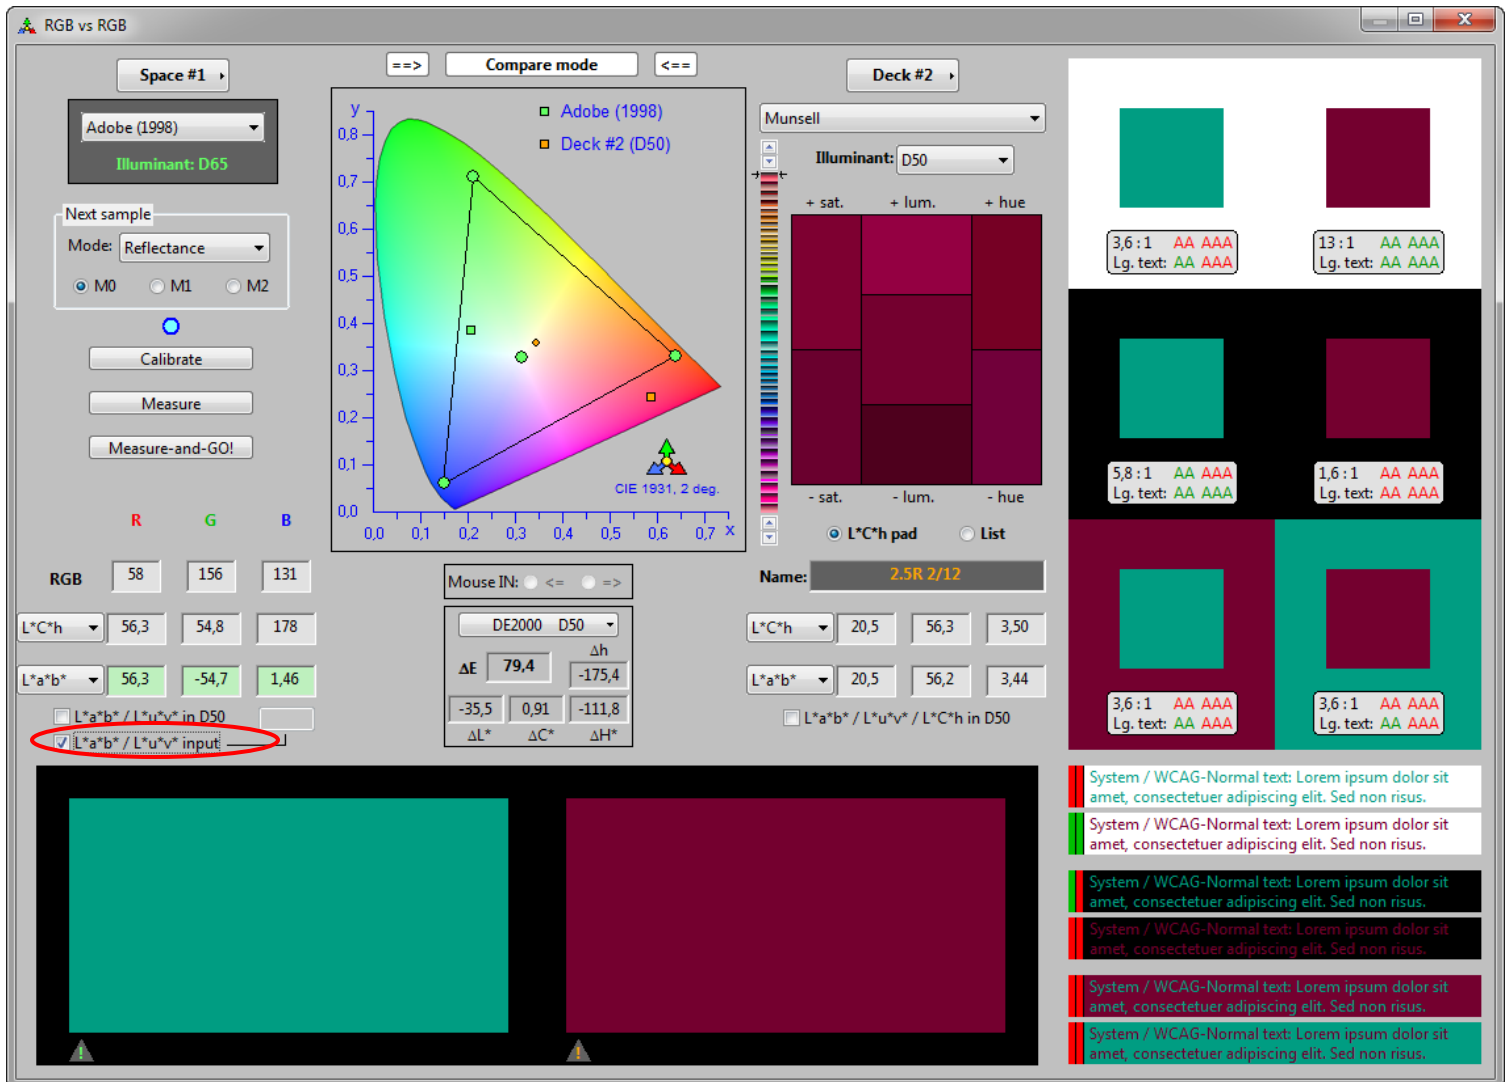 RGB vs RGB
Space #1
==> Compare mode <==
Deck #2
Adobe (1998)
Illuminant: D65
Next sample
Mode: Reflectance
M0 M1 M2
Calibrate
Measure
Measure-and-GO!
y
Adobe (1998)
Deck #2 (D50)
0,8
0,7
0,6
0,5
0,4
0,3
0,2
0,1
0,0
CIE 1931, 2 deg.
0,0 0,1 0,2 0,3 0,4 0,5 0,6 0,7 x
Munsell
Illuminant: D50
+ sat. + lum. + hue
- sat. - lum. - hue
L*C*h pad List
Name: 2.5R 2/12
R G B
RGB 58 156 131
L*C*h 56,3 54,8 178
L*a*b* 56,3 -54,7 1,46
L*a*b* / L*u*v* in D50
L*a*b* / L*u*v* input
Mouse IN: <= =>
DE2000 D50
Δh
ΔE 79,4 -175,4
-35,5 0,91 -111,8
ΔL* ΔC* ΔH*
L*C*h 20,5 56,3 3,50
L*a*b* 20,5 56,2 3,44
L*a*b* / L*u*v* / L*C*h in D50
3,6 : 1 AA AAA
Lg. text: AA AAA
13 : 1 AA AAA
Lg. text: AA AAA
5,8 : 1 AA AAA
Lg. text: AA AAA
1,6 : 1 AA AAA
Lg. text: AA AAA
3,6 : 1 AA AAA
Lg. text: AA AAA
3,6 : 1 AA AAA
Lg. text: AA AAA
System / WCAG-Normal text: Lorem ipsum dolor sit
amet, consectetuer adipiscing elit. Sed non risus.
System / WCAG-Normal text: Lorem ipsum dolor sit
amet, consectetuer adipiscing elit. Sed non risus.
System / WCAG-Normal text: Lorem ipsum dolor sit
amet, consectetuer adipiscing elit. Sed non risus.
System / WCAG-Normal text: Lorem ipsum dolor sit
amet, consectetuer adipiscing elit. Sed non risus.
System / WCAG-Normal text: Lorem ipsum dolor sit
amet, consectetuer adipiscing elit. Sed non risus.
System / WCAG-Normal text: Lorem ipsum dolor sit
amet, consectetuer adipiscing elit. Sed non risus.